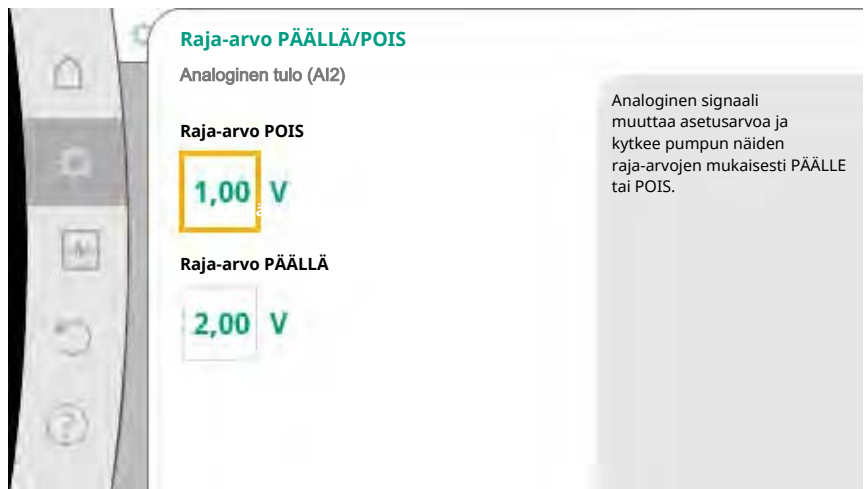 Raja-arvo PÄÄLLÄ/POIS
Analoginen tulo (AI2)
Raja-arvo POIS
1,00 V
Raja-arvo PÄÄLLÄ
2,00 V
Analoginen signaali
muuttaa asetusarvoa ja
kytkee pumpun näiden
raja-arvojen mukaisesti PÄÄLLE
tai POIS.